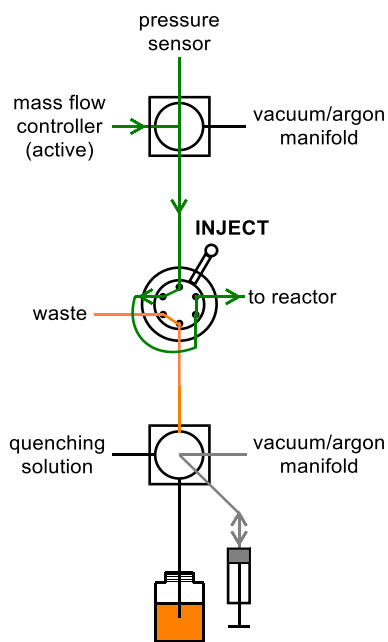 pressure
sensor
mass flow
controller
(active)
vacuum/argon
manifold
INJECT
waste
to reactor
quenching
solution
vacuum/argon
manifold